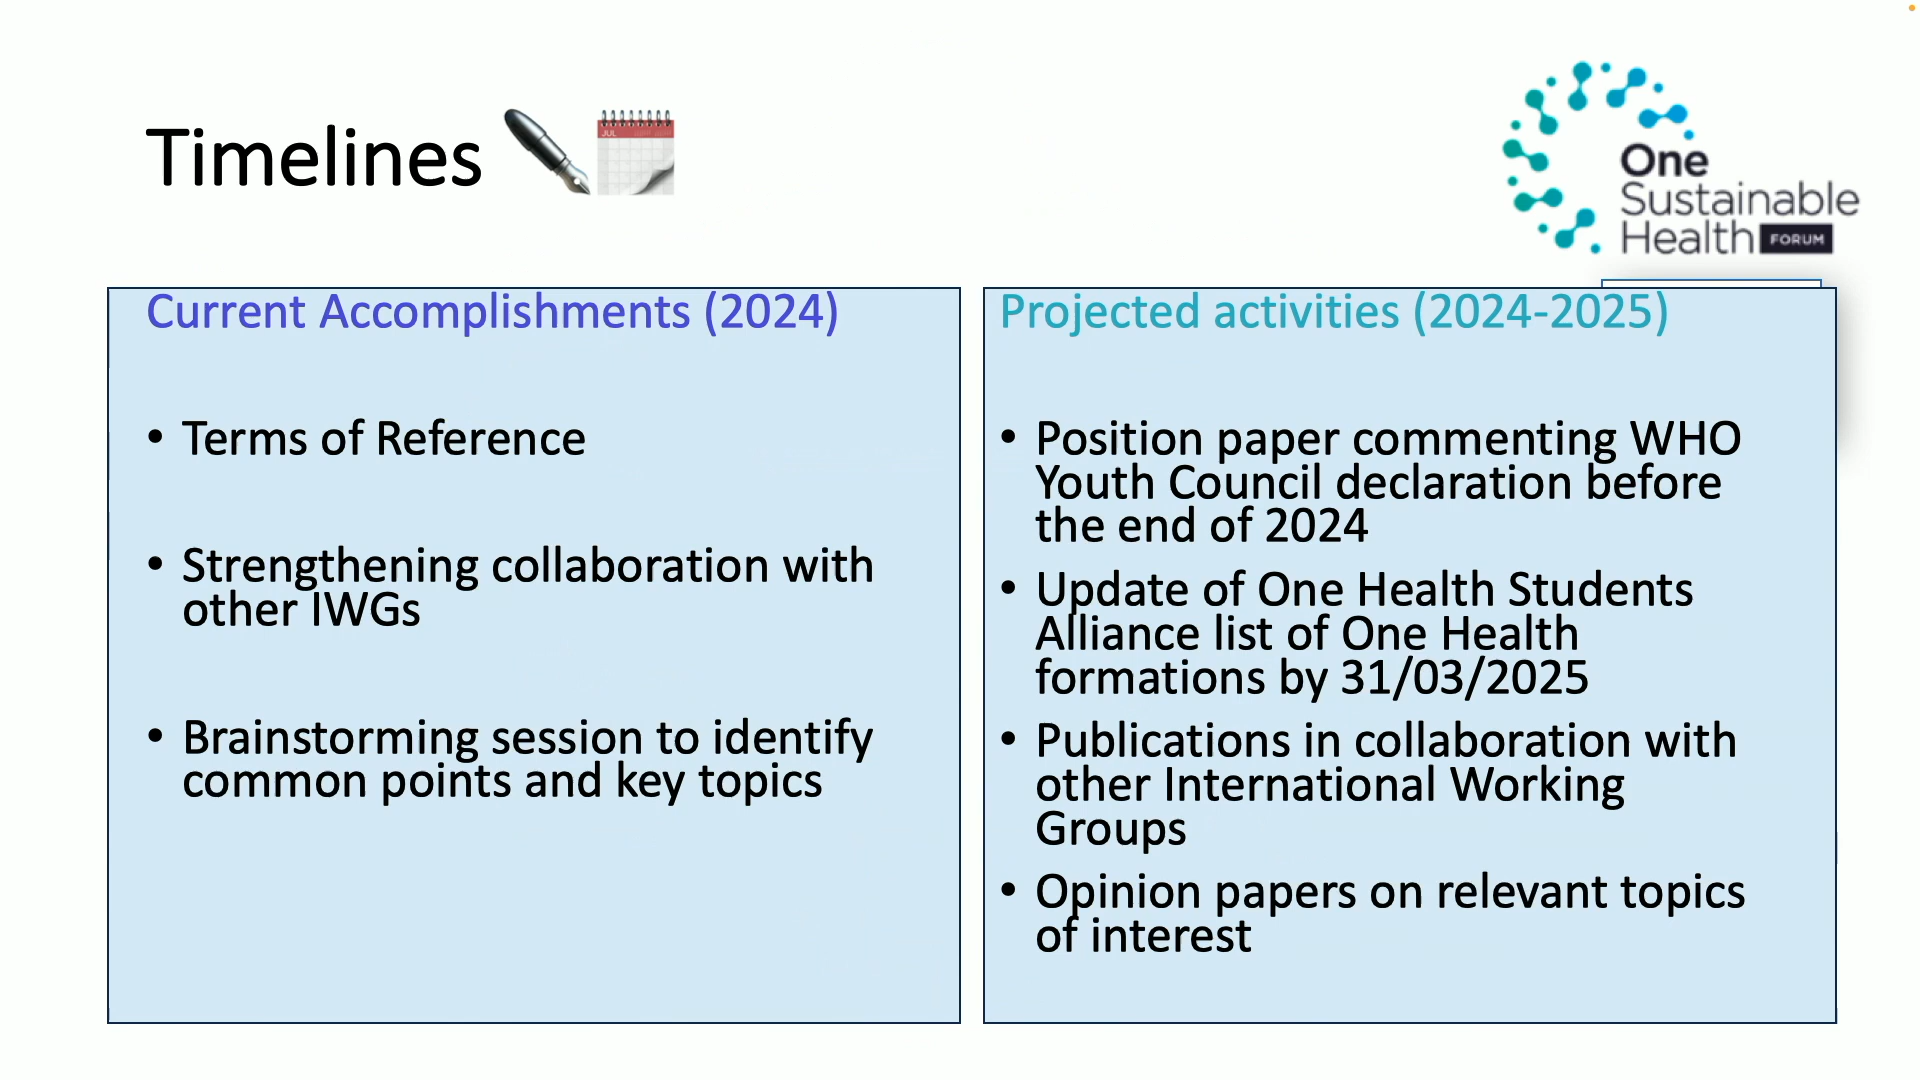 Timelines
JUL
One
Sustainable
Health FORUM
Current Accomplishments (2024)
• Terms of Reference
• Strengthening collaboration with
other IWGs
• Brainstorming session to identify
common points and key topics
Projected activities (2024-2025)
• Position paper commenting WHO
Youth Council declaration before
the end of 2024
• Update of One Health Students
Alliance list of One Health
formations by 31/03/2025
• Publications in collaboration with
other International Working
Groups
• Opinion papers on relevant topics
of interest